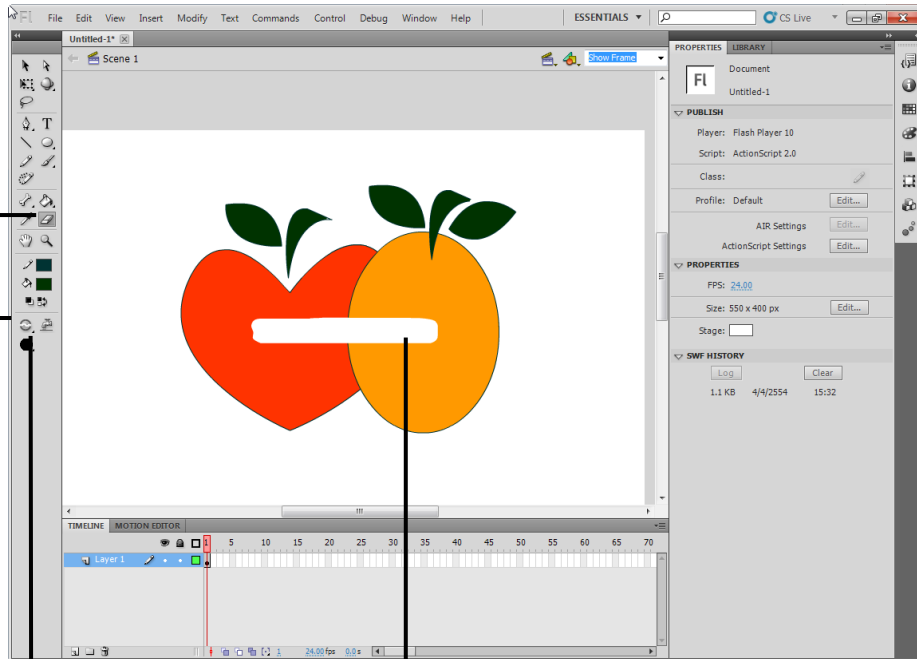 Fl File Edit View Insert Modify Text Commands Control Debug Window Help ESSENTIALS CS Live
Untitled-1*
Scene 1 Show Frame
T
PROPERTIES LIBRARY
Fl
Document
Untitled-1
PUBLISH
Player: Flash Player 10
Script: ActionScript 2.0
Class:
Profile: Default Edit...
AIR Settings Edit...
ActionScript Settings Edit...
PROPERTIES
FPS: 24.00
Size: 550 x 400 px Edit...
Stage:
SWF HISTORY
Log Clear
1.1 KB 4/4/2554 15:32
TIMELINE MOTION EDITOR
1 5 10 15 20 25 30 35 40 45 50 55 60 65 70
Layer 1
1 24.00 fps 0.0 s